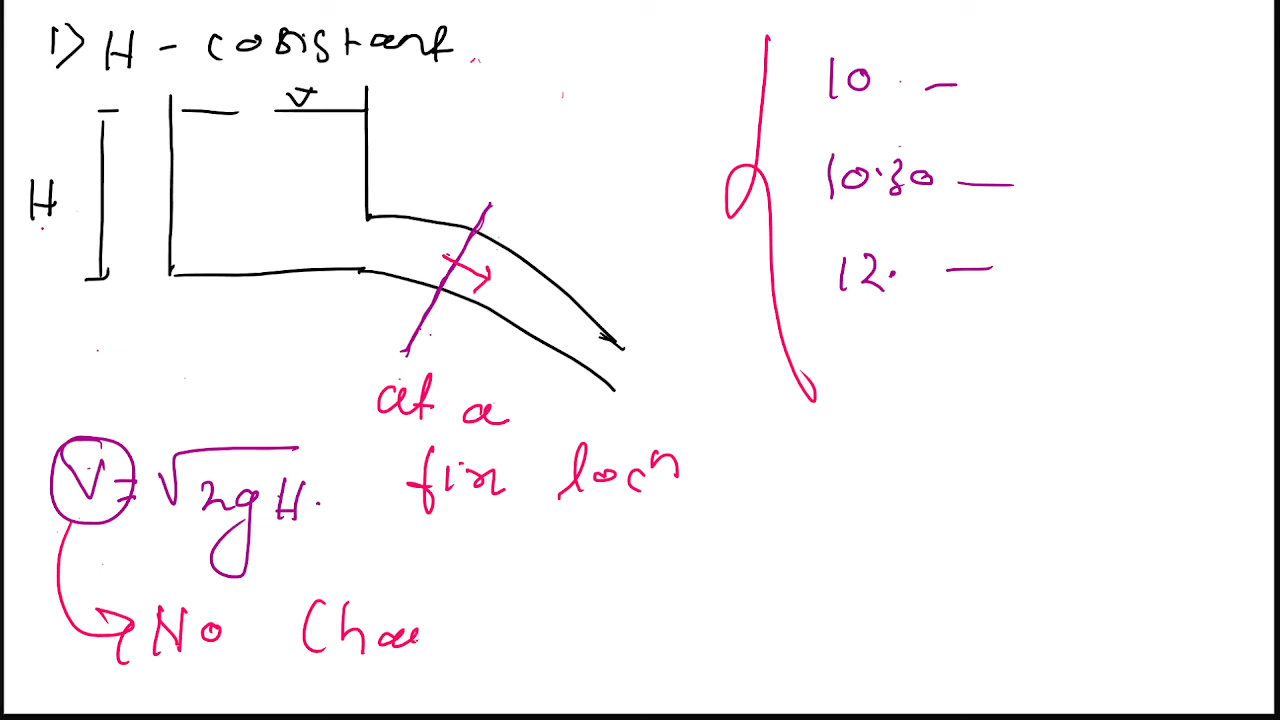 1) H - constant
H
at a
fix locn
V = √2gH.
No Cha
10 . —
10:30 —
12. —